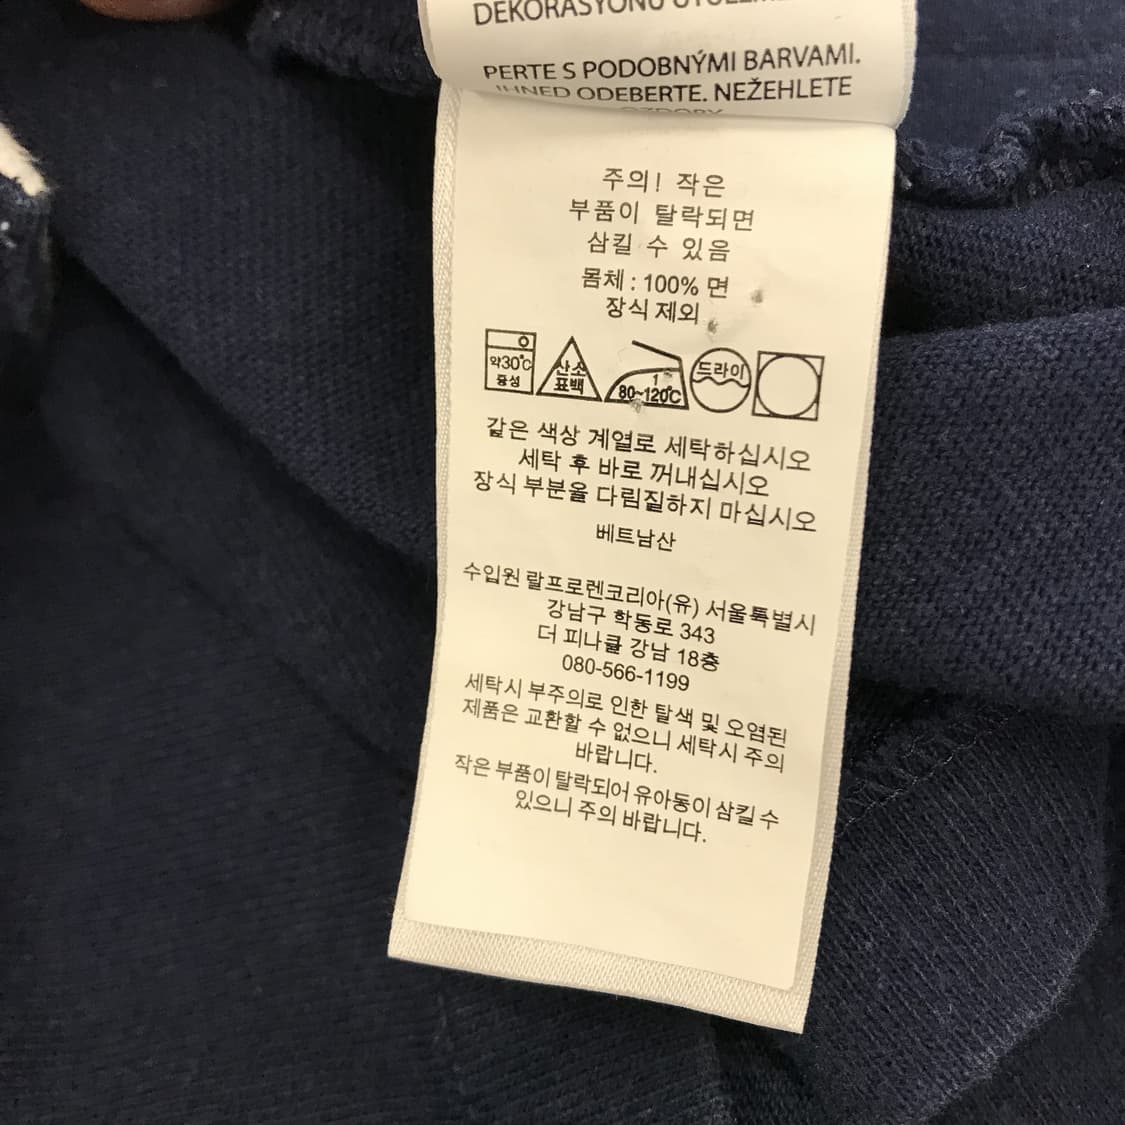 PERTE S PODOBNÝMI BARVAMI.
IHNED ODEBERTE. NEŽEHLETE
주의! 작은
부품이 탈락되면
삼킬 수 있음
몸체 : 100% 면
장식 제외
약30℃
중성
산소
표백
1
80~120℃
드라이
같은 색상 계열로 세탁하십시오
세탁 후 바로 꺼내십시오
장식 부분을 다림질하지 마십시오
베트남산
수입원 랄프로렌코리아(유) 서울특별시
강남구 학동로 343
더 피나클 강남 18층
080-566-1199
세탁시 부주의로 인한 탈색 및 오염된
제품은 교환할 수 없으니 세탁시 주의
바랍니다.
작은 부품이 탈락되어 유아동이 삼킬 수
있으니 주의 바랍니다.